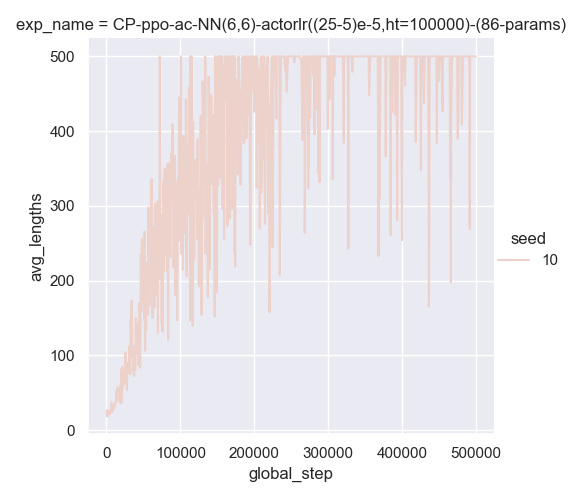 exp_name = CP-ppo-ac-NN(6,6)-actorlr((25-5)e-5,ht=100000)-(86-params)
500
400
300
200
100
0
avg_lengths
0 100000 200000 300000 400000 500000
global_step
seed
10